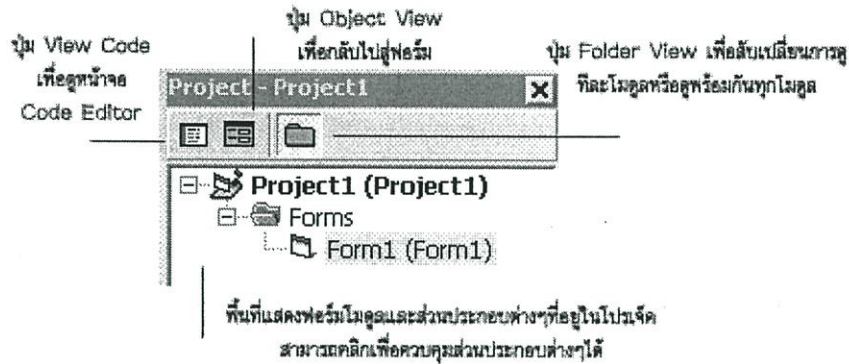 ปุ่ม View Code
เพื่อดูหน้าจอ
Code Editor
ปุ่ม Object View
เพื่อกลับไปสู่ฟอร์ม
ปุ่ม Folder View เพื่อสับเปลี่ยนการดู
ทีละโมดูลหรือดูพร้อมกันทุกโมดูล
Project - Project1
Project1 (Project1)
Forms
Form1 (Form1)
พื้นที่แสดงฟอร์มโมดูลและส่วนประกอบต่างๆที่อยู่ในโปรเจ็ค
สามารถคลิกเพื่อควบคุมส่วนประกอบต่างๆได้